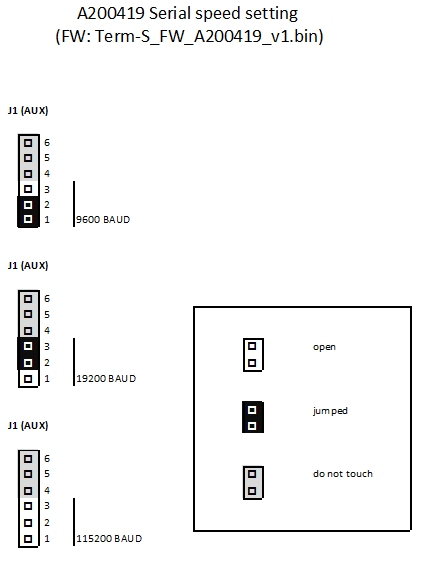 A200419 Serial speed setting
(FW: Term-S_FW_A200419_v1.bin)
J1 (AUX)
6
5
4
3
2
1
9600 BAUD
J1 (AUX)
6
5
4
3
2
1
19200 BAUD
J1 (AUX)
6
5
4
3
2
1
115200 BAUD
open
jumped
do not touch